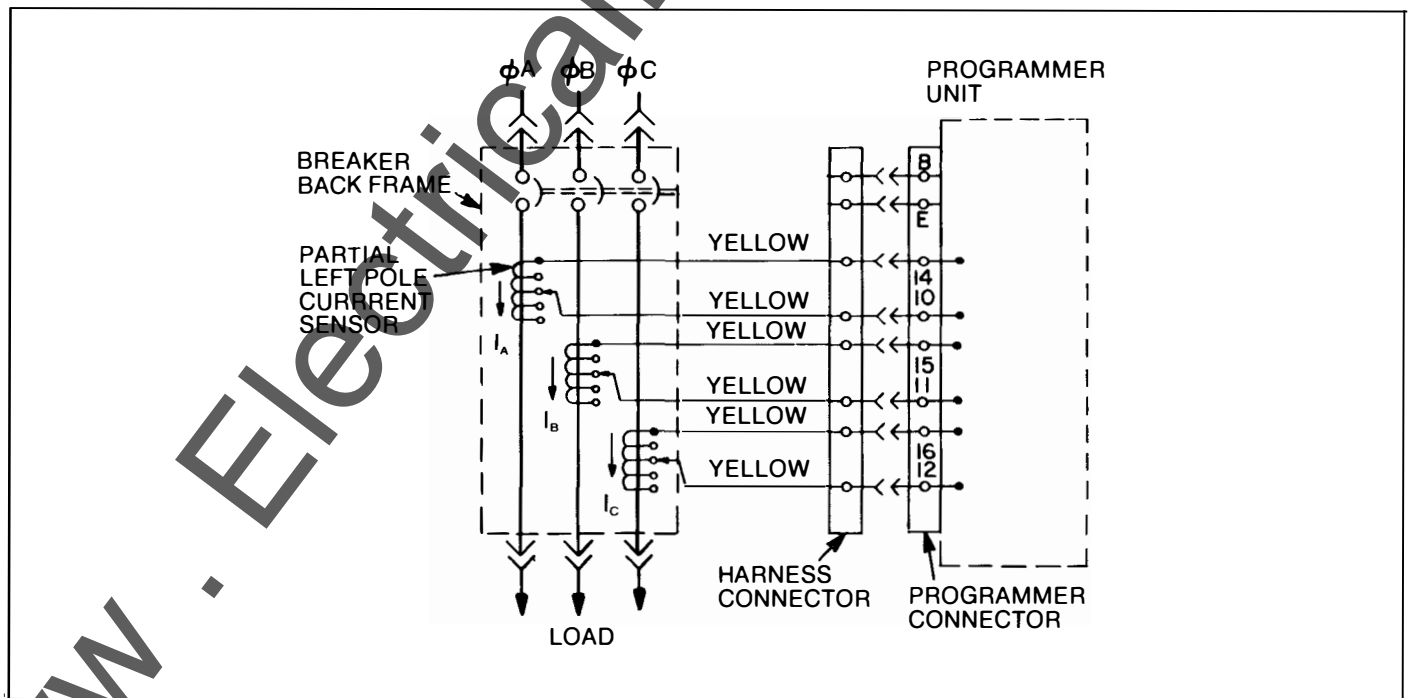 φA φB φC
PROGRAMMER
UNIT
BREAKER
BACK FRAME
B
E
PARTIAL
LEFT POLE
CURRRENT
SENSOR
YELLOW
14
10
YELLOW
YELLOW
I_A
15
11
YELLOW
YELLOW
I_B
16
12
YELLOW
I_C
HARNESS
CONNECTOR
PROGRAMMER
CONNECTOR
LOAD
w . Electrical